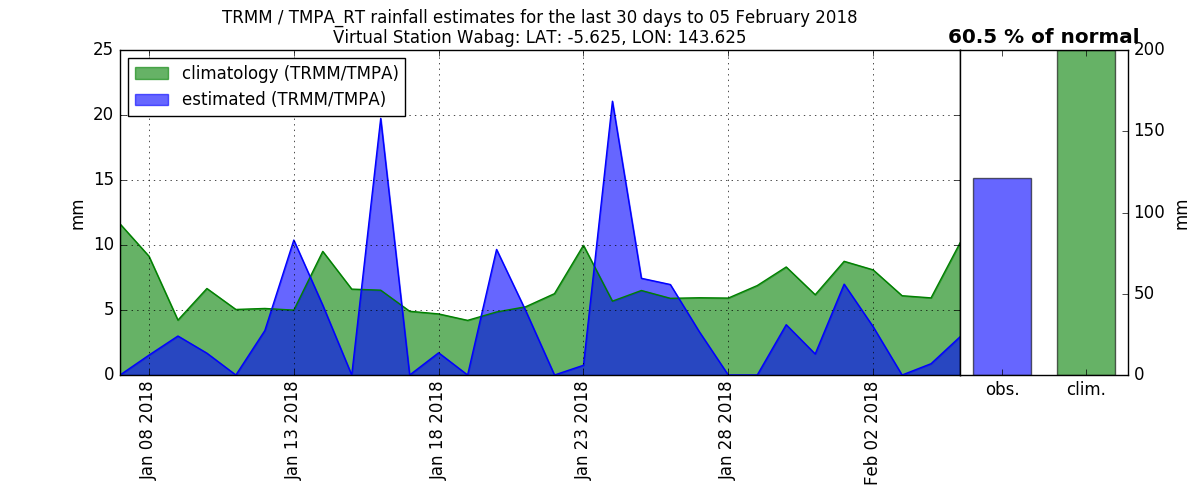 TRMM / TMPA_RT rainfall estimates for the last 30 days to 05 February 2018
Virtual Station Wabag: LAT: -5.625, LON: 143.625
60.5 % of normal
climatology (TRMM/TMPA)
estimated (TRMM/TMPA)
25
20
15
10
5
0
mm
Jan 08 2018
Jan 13 2018
Jan 18 2018
Jan 23 2018
Jan 28 2018
Feb 02 2018
obs.
clim.
200
150
100
50
0
mm